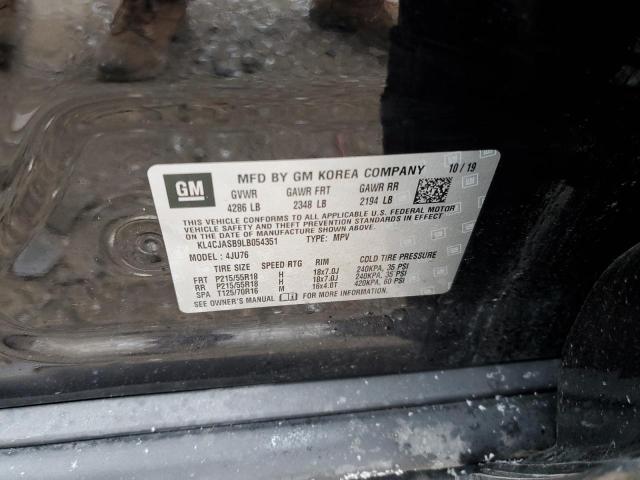 GM
MFD BY GM KOREA COMPANY 10/19
GVWR GAWR FRT GAWR RR
4286 LB 2348 LB 2194 LB
THIS VEHICLE CONFORMS TO ALL APPLICABLE U.S. FEDERAL MOTOR
VEHICLE SAFETY, AND THEFT PREVENTION STANDARDS IN EFFECT ON
THE DATE OF MANUFACTURE SHOWN ABOVE.
KL4CJASB9LB054351 TYPE: MPV
MODEL: 4JU76
TIRE SIZE SPEED RTG RIM COLD TIRE PRESSURE
FRT P215/55R18 H 18x7.0J 240KPA, 35 PSI
RR P215/55R18 H 18x7.0J 240KPA, 35 PSI
SPA T125/70R16 M 16x4.0T 420KPA, 60 PSI
SEE OWNER'S MANUAL FOR MORE INFORMATION